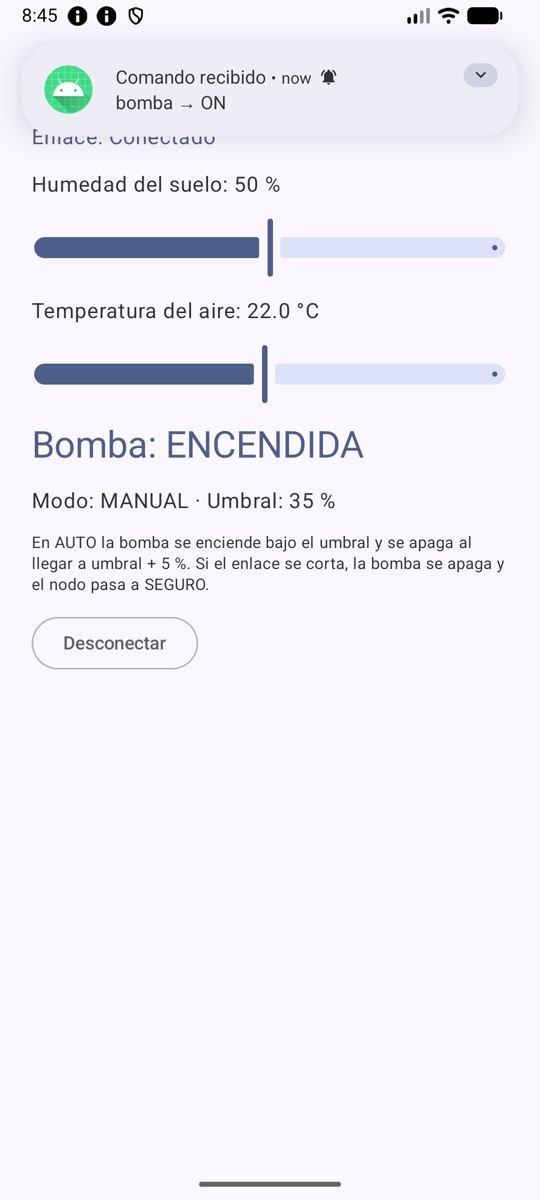 8:45
Comando recibido • now
bomba → ON
Enlace: Conectado
Humedad del suelo: 50 %
Temperatura del aire: 22.0 °C
Bomba: ENCENDIDA
Modo: MANUAL · Umbral: 35 %
En AUTO la bomba se enciende bajo el umbral y se apaga al
llegar a umbral + 5 %. Si el enlace se corta, la bomba se apaga y
el nodo pasa a SEGURO.
Desconectar